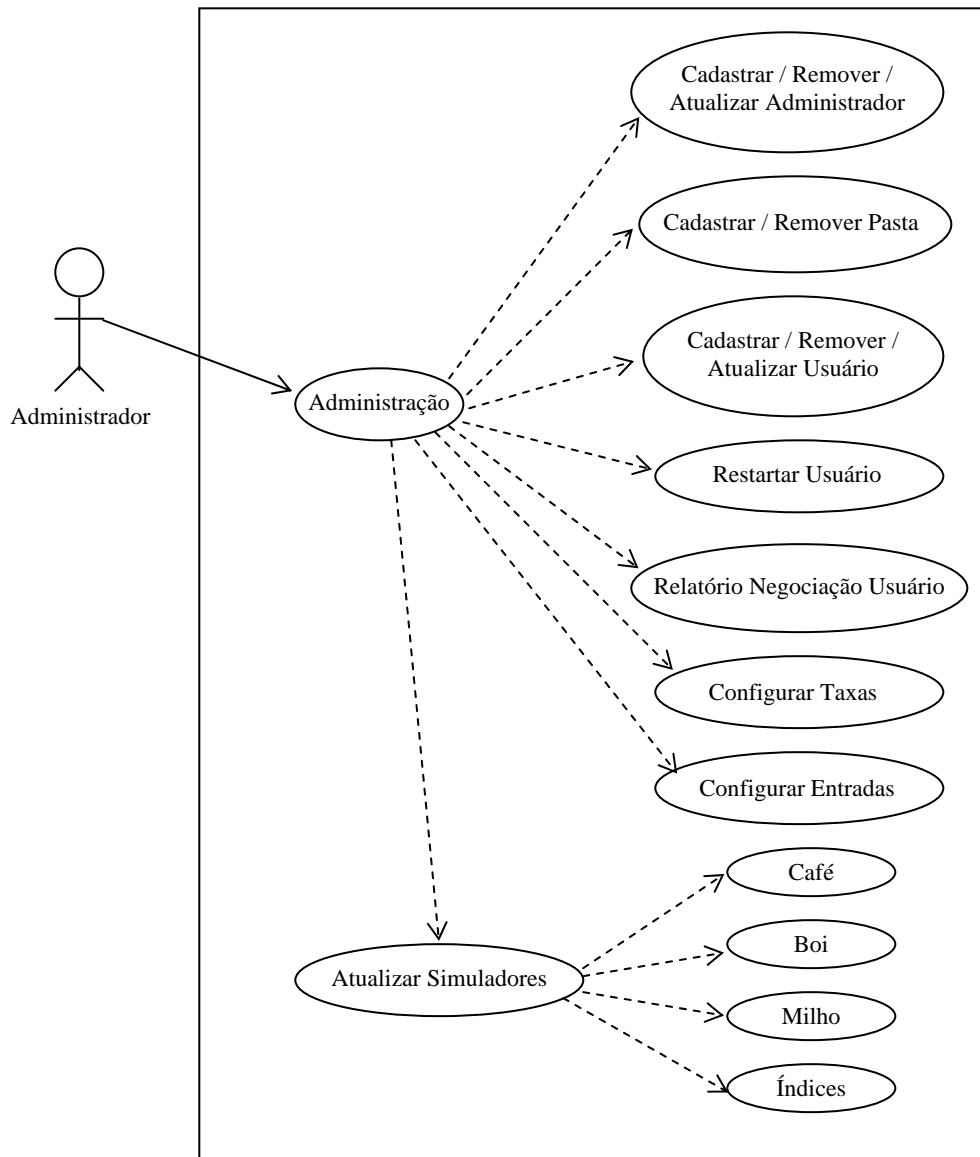 Cadastrar / Remover /
Atualizar Administrador
Cadastrar / Remover Pasta
Cadastrar / Remover /
Atualizar Usuário
Administrador
Administração
Restartar Usuário
Relatório Negociação Usuário
Configurar Taxas
Configurar Entradas
Café
Boi
Atualizar Simuladores
Milho
Índices